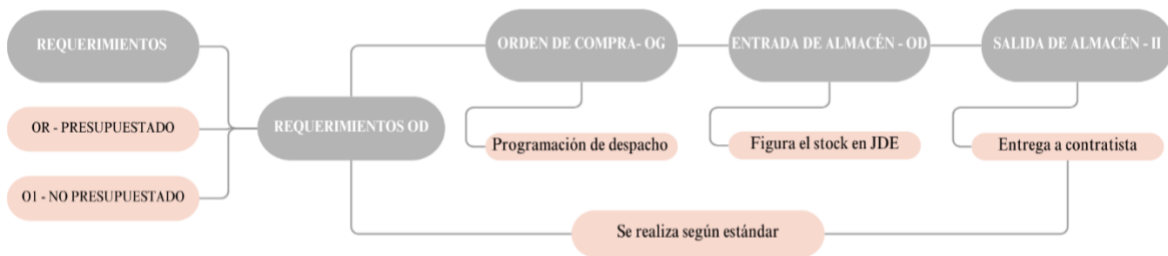 REQUERIMIENTOS
OR - PRESUPUESTADO
O1 - NO PRESUPUESTADO
REQUERIMIENTOS OD
ORDEN DE COMPRA- OG
Programación de despacho
ENTRADA DE ALMACÉN - OD
Figura el stock en JDE
SALIDA DE ALMACÉN - II
Entrega a contratista
Se realiza según estándar